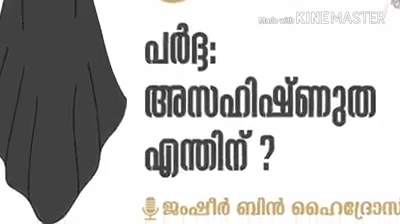 Made with KINEMASTER
പർദ്ദ:
അസഹിഷ്ണുത
എന്തിന് ?
ജംഷീർ ബിൻ ഹൈദ്രോസ്